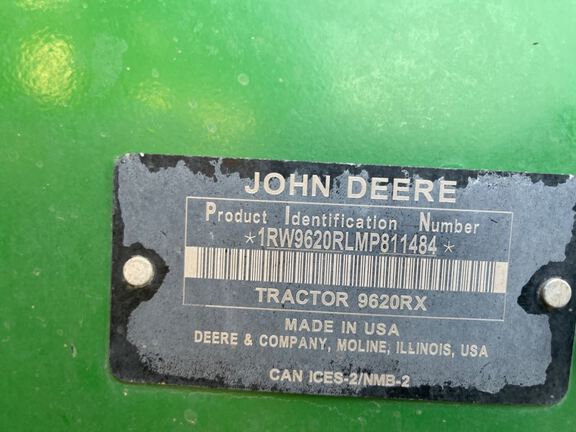 JOHN DEERE
Product Identification Number
*1RW9620RLMP811484*
TRACTOR 9620RX
MADE IN USA
DEERE & COMPANY, MOLINE, ILLINOIS, USA
CAN ICES-2/NMB-2